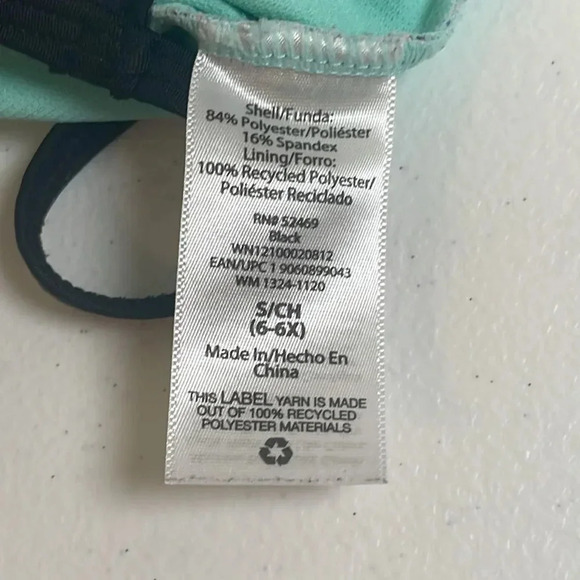 Shell/Funda:
84% Polyester/Poliéster
16% Spandex
Lining/Forro:
100% Recycled Polyester/
Poliéster Reciclado
RN# 52469
Black
WN12100020812
EAN/UPC 1 9060899043
WM 1324-1120
S/CH
(6-6X)
Made In/Hecho En
China
THIS LABEL YARN IS MADE
OUT OF 100% RECYCLED
POLYESTER MATERIALS